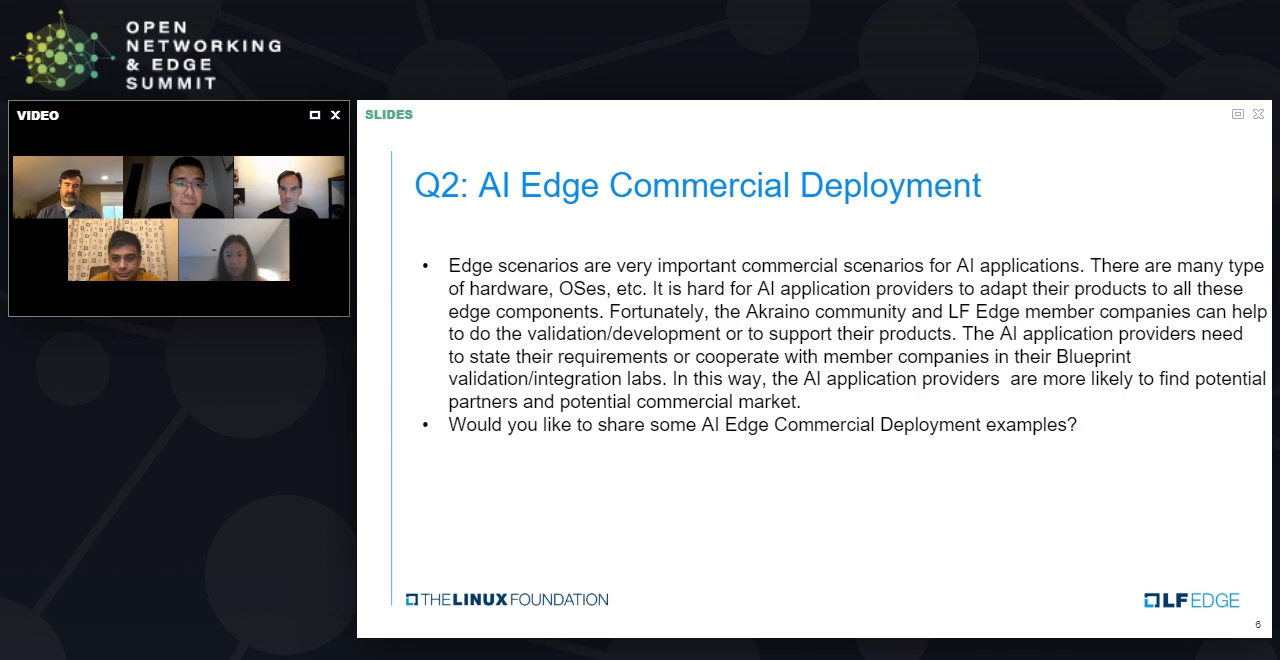 OPEN
NETWORKING
& EDGE
SUMMIT
VIDEO
SLIDES
Q2: AI Edge Commercial Deployment
• Edge scenarios are very important commercial scenarios for AI applications. There are many type
of hardware, OSes, etc. It is hard for AI application providers to adapt their products to all these
edge components. Fortunately, the Akraino community and LF Edge member companies can help
to do the validation/development or to support their products. The AI application providers need
to state their requirements or cooperate with member companies in their Blueprint
validation/integration labs. In this way, the AI application providers  are more likely to find potential
partners and potential commercial market.
• Would you like to share some AI Edge Commercial Deployment examples?
THE LINUX FOUNDATION
LF EDGE
6